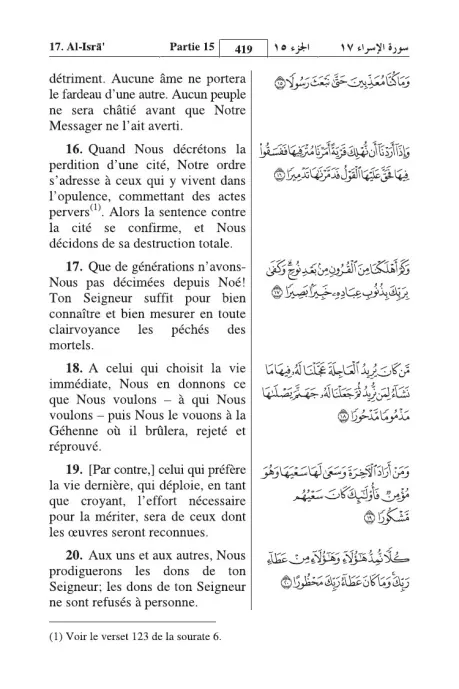 17. Al-Isrā' Partie 15 419 الجزء ١٥ سورة الإسراء ١٧
détriment. Aucune âme ne portera
le fardeau d'une autre. Aucun peuple
ne sera châtié avant que Notre
Messager ne l'ait averti.
16. Quand Nous décrétons la
perdition d'une cité, Notre ordre
s'adresse à ceux qui y vivent dans
l'opulence, commettant des actes
pervers(1). Alors la sentence contre
la cité se confirme, et Nous
décidons de sa destruction totale.
17. Que de générations n'avons-
Nous pas décimées depuis Noé!
Ton Seigneur suffit pour bien
connaître et bien mesurer en toute
clairvoyance les péchés des
mortels.
18. A celui qui choisit la vie
immédiate, Nous en donnons ce
que Nous voulons – à qui Nous
voulons – puis Nous le vouons à la
Géhenne où il brûlera, rejeté et
réprouvé.
19. [Par contre,] celui qui préfère
la vie dernière, qui déploie, en tant
que croyant, l'effort nécessaire
pour la mériter, sera de ceux dont
les œuvres seront reconnues.
20. Aux uns et aux autres, Nous
prodiguerons les dons de ton
Seigneur; les dons de ton Seigneur
ne sont refusés à personne.
وَمَا كُنَّا مُعَذِّبِينَ حَتَّىٰ نَبْعَثَ رَسُولًا ١٥
وَإِذَا أَرَدْنَا أَن نُّهْلِكَ قَرْيَةً أَمَرْنَا مُتْرَفِيهَا فَفَسَقُوا
فِيهَا فَحَقَّ عَلَيْهَا الْقَوْلُ فَدَمَّرْنَاهَا تَدْمِيرًا ١٦
وَكَمْ أَهْلَكْنَا مِنَ الْقُرُونِ مِنۢ بَعْدِ نُوحٍ وَكَفَىٰ
بِرَبِّكَ بِذُنُوبِ عِبَادِهِ خَبِيرًا بَصِيرًا ١٧
مَّن كَانَ يُرِيدُ الْعَاجِلَةَ عَجَّلْنَا لَهُ فِيهَا مَا
نَشَاءُ لِمَن نُّرِيدُ ثُمَّ جَعَلْنَا لَهُ جَهَنَّمَ يَصْلَاهَا
مَذْمُومًا مَّدْحُورًا ١٨
وَمَنْ أَرَادَ الْآخِرَةَ وَسَعَىٰ لَهَا سَعْيَهَا وَهُوَ
مُؤْمِنٌ فَأُولَٰئِكَ كَانَ سَعْيُهُم
مَّشْكُورًا ١٩
كُلًّا نُّمِدُّ هَٰؤُلَاءِ وَهَٰؤُلَاءِ مِنْ عَطَاءِ
رَبِّكَ وَمَا كَانَ عَطَاءُ رَبِّكَ مَحْظُورًا ٢٠
(1) Voir le verset 123 de la sourate 6.